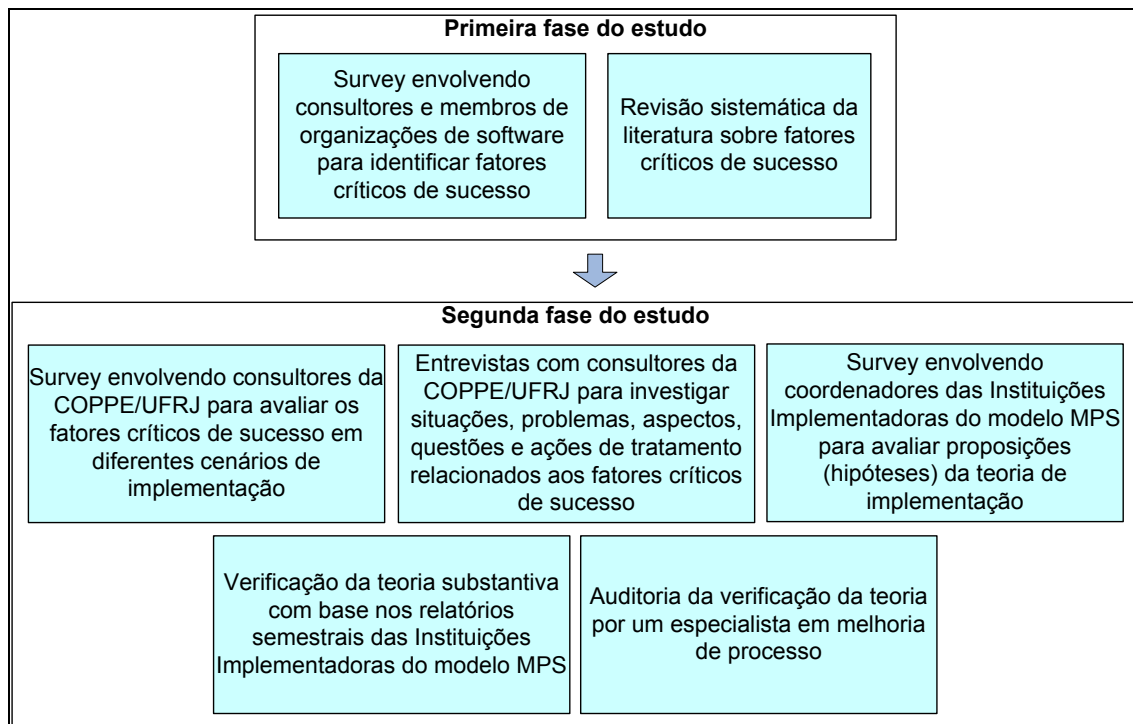 Primeira fase do estudo
Survey envolvendo
consultores e membros de
organizações de software
para identificar fatores
críticos de sucesso
Revisão sistemática da
literatura sobre fatores
críticos de sucesso
Segunda fase do estudo
Survey envolvendo consultores da
COPPE/UFRJ para avaliar os
fatores críticos de sucesso em
diferentes cenários de
implementação
Entrevistas com consultores da
COPPE/UFRJ para investigar
situações, problemas, aspectos,
questões e ações de tratamento
relacionados aos fatores críticos
de sucesso
Survey envolvendo
coordenadores das Instituições
Implementadoras do modelo MPS
para avaliar proposições
(hipóteses) da teoria de
implementação
Verificação da teoria substantiva
com base nos relatórios
semestrais das Instituições
Implementadoras do modelo MPS
Auditoria da verificação da teoria
por um especialista em melhoria
de processo